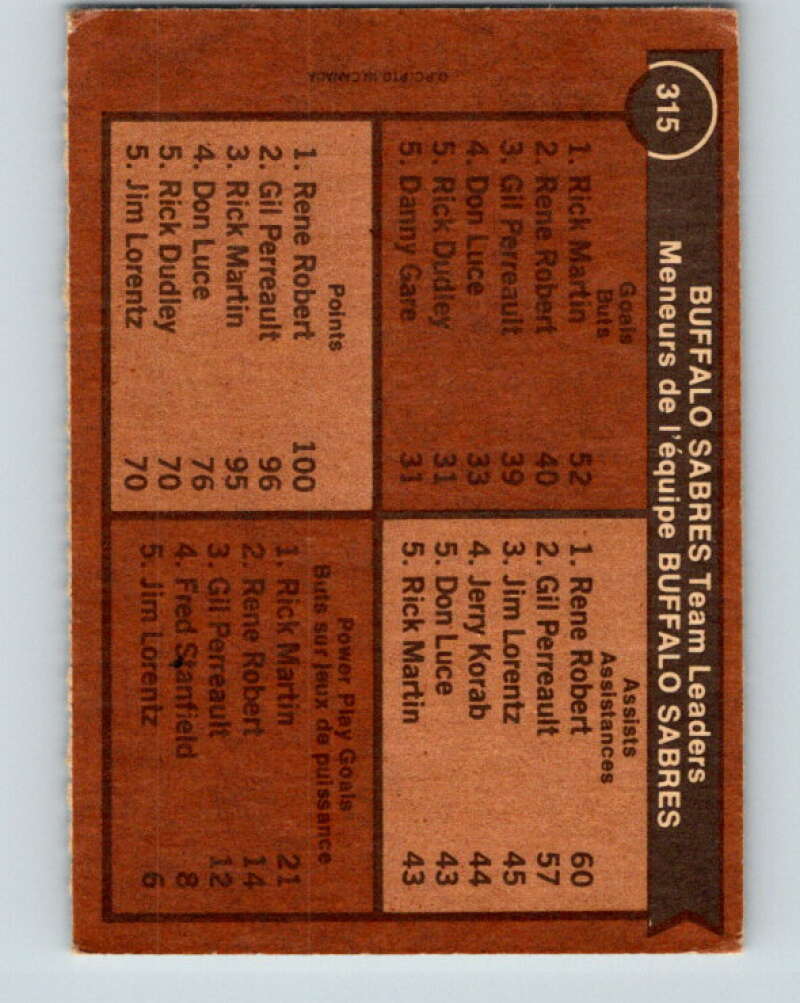 315
BUFFALO SABRES Team Leaders
Meneurs de l'équipe BUFFALO SABRES
Goals
Buts
1. Rick Martin 52
2. Rene Robert 40
3. Gil Perreault 39
4. Don Luce 33
5. Rick Dudley 31
5. Danny Gare 31
Assists
Assistances
1. Rene Robert 60
2. Gil Perreault 57
3. Jim Lorentz 45
4. Jerry Korab 44
5. Don Luce 43
5. Rick Martin 43
Points
1. Rene Robert 100
2. Gil Perreault 96
3. Rick Martin 95
4. Don Luce 76
5. Rick Dudley 70
5. Jim Lorentz 70
Power Play Goals
Buts sur jeux de puissance
1. Rick Martin 21
2. Rene Robert 14
3. Gil Perreault 12
4. Fred Stanfield 8
5. Jim Lorentz 6
O.P.C. PTD. IN CANADA